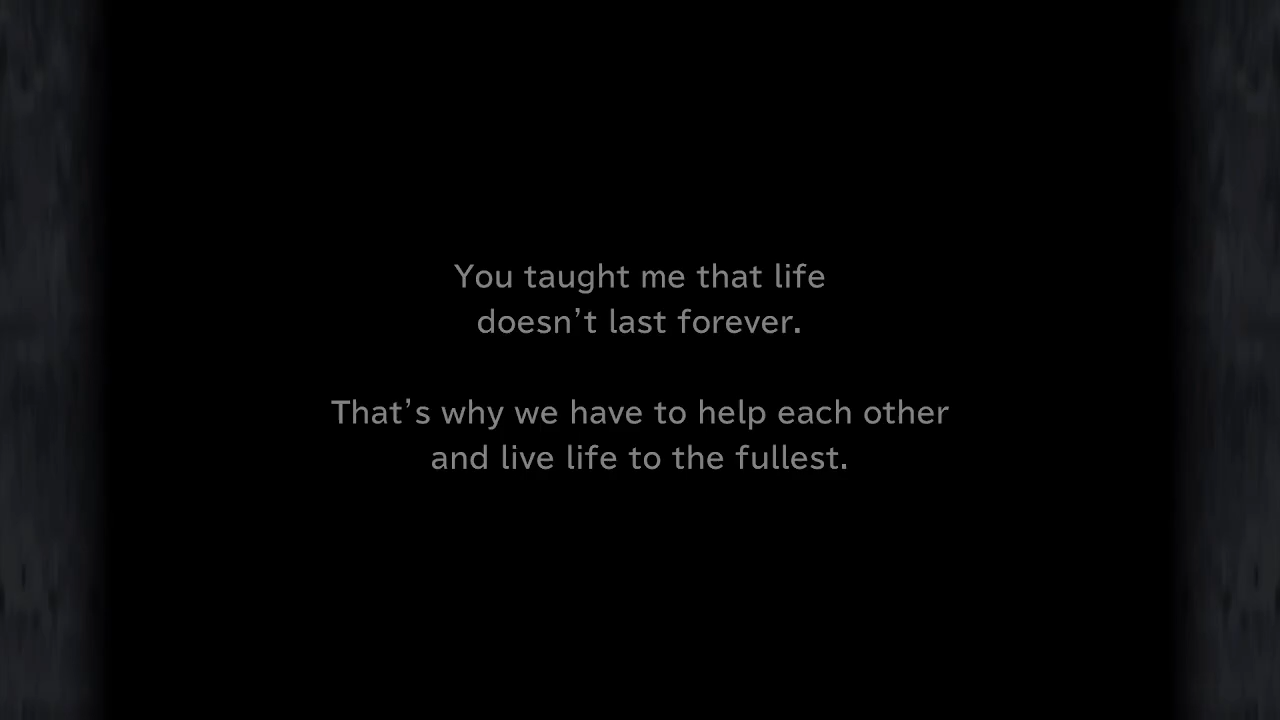 You taught me that life
doesn’t last forever.
That’s why we have to help each other
and live life to the fullest.